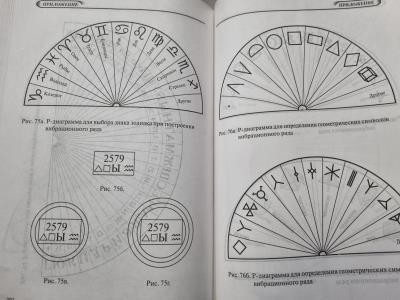 ПРИЛОЖЕНИЕ
Козерог
Водолей
Рыбы
Овен
Телец
Близнецы
Рак
Лев
Дева
Весы
Скорпион
Стрелец
Другие
Рис. 75а. Р-диаграмма для выбора знака зодиака при построении
вибрационного ряда
2579
△□Ы ♒
Рис. 75б.
2579
△□Ы ♒
Рис. 75в.
2579
△□Ы ♒
Рис. 75г.
ПРИЛОЖЕНИЕ
Другие
Рис. 76а. Р-диаграмма для определения геометрических символов
вибрационного ряда
Рис. 76б. Р-диаграмма для определения геометрических
вибрационного ряда